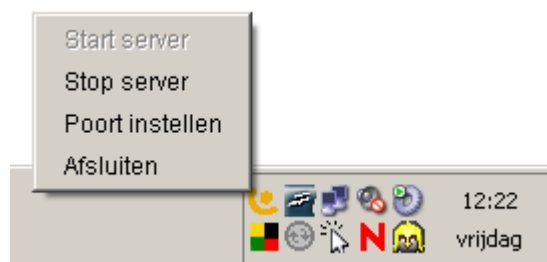 Start server
Stop server
Poort instellen
Afsluiten
12:22
N
vrijdag